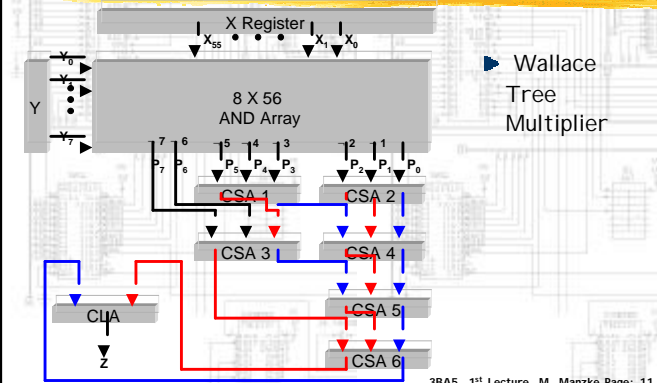 X Register
X55 • • • X1 X0
Wallace
Tree
Multiplier
Y0
Y1
Y
Y7
8 X 56
AND Array
7 6 5 4 3 2 1
P7 P6 P5 P4 P3 P2 P1 P0
CSA 1 CSA 2
CSA 3 CSA 4
CSA 5
CLA
CSA 6
Z
3BA5, 1st Lecture, M. Manzke,Page: 11